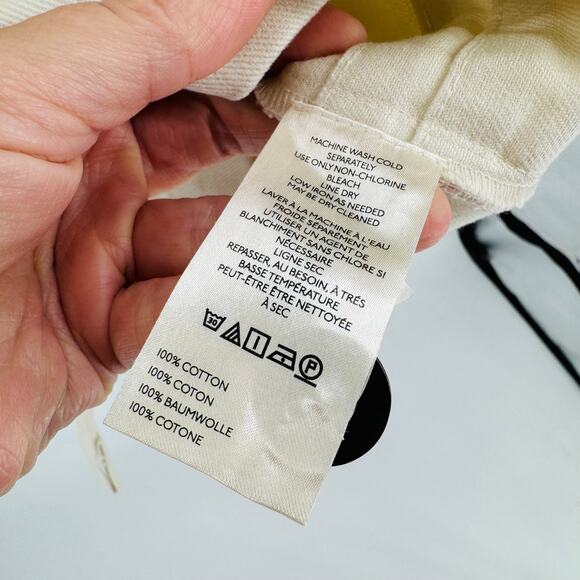 MACHINE WASH COLD
SEPARATELY
USE ONLY NON-CHLORINE
BLEACH
LINE DRY
LOW IRON AS NEEDED
MAY BE DRY CLEANED
LAVER À LA MACHINE À L'EAU
FROIDE SÉPARÉMENT
UTILISER UN AGENT DE
BLANCHIMENT SANS CHLORE SI
NÉCESSAIRE
LIGNE SEC
REPASSER, AU BESOIN, À TRÉS
BASSE TEMPÉRATURE
PEUT-ÊTRE ÊTRE NETTOYÉE
À SEC
30 P
100% COTTON
100% COTON
100% BAUMWOLLE
100% COTONE